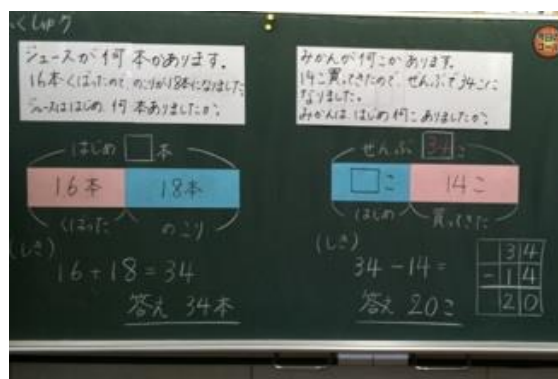 ふくしゅう
ジュースが何本かあります。
16本くばったので、のこりが18本になりました。
ジュースははじめ何本ありましたか。
はじめ□本
16本 18本
くばった のこり
(しき)
16+18=34
答え 34本
みかんが何こかあります。
14こ買ってきたので、ぜんぶで34こに
なりました。
みかんは、はじめ何こありましたか。
ぜんぶ 34こ
□こ 14こ
はじめ 買ってきた
(しき)
34-14=
答え 20こ
34
-14
20